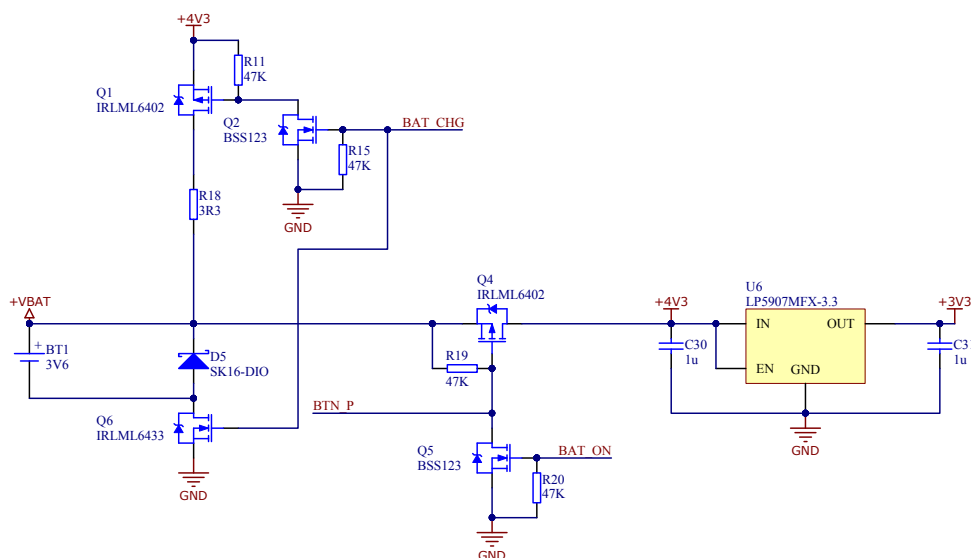 +4V3
R11
47K
Q1
IRLML6402
Q2
BSS123
BAT_CHG
R15
47K
R18
3R3
GND
Q4
IRLML6402
U6
LP5907MFX-3.3
+VBAT
+4V3
+3V3
IN
OUT
+
BT1
3V6
D5
SK16-DIO
C30
1u
C3
1u
R19
47K
EN
GND
BTN_P
Q6
IRLML6433
Q5
BSS123
BAT_ON
GND
R20
47K
GND
GND